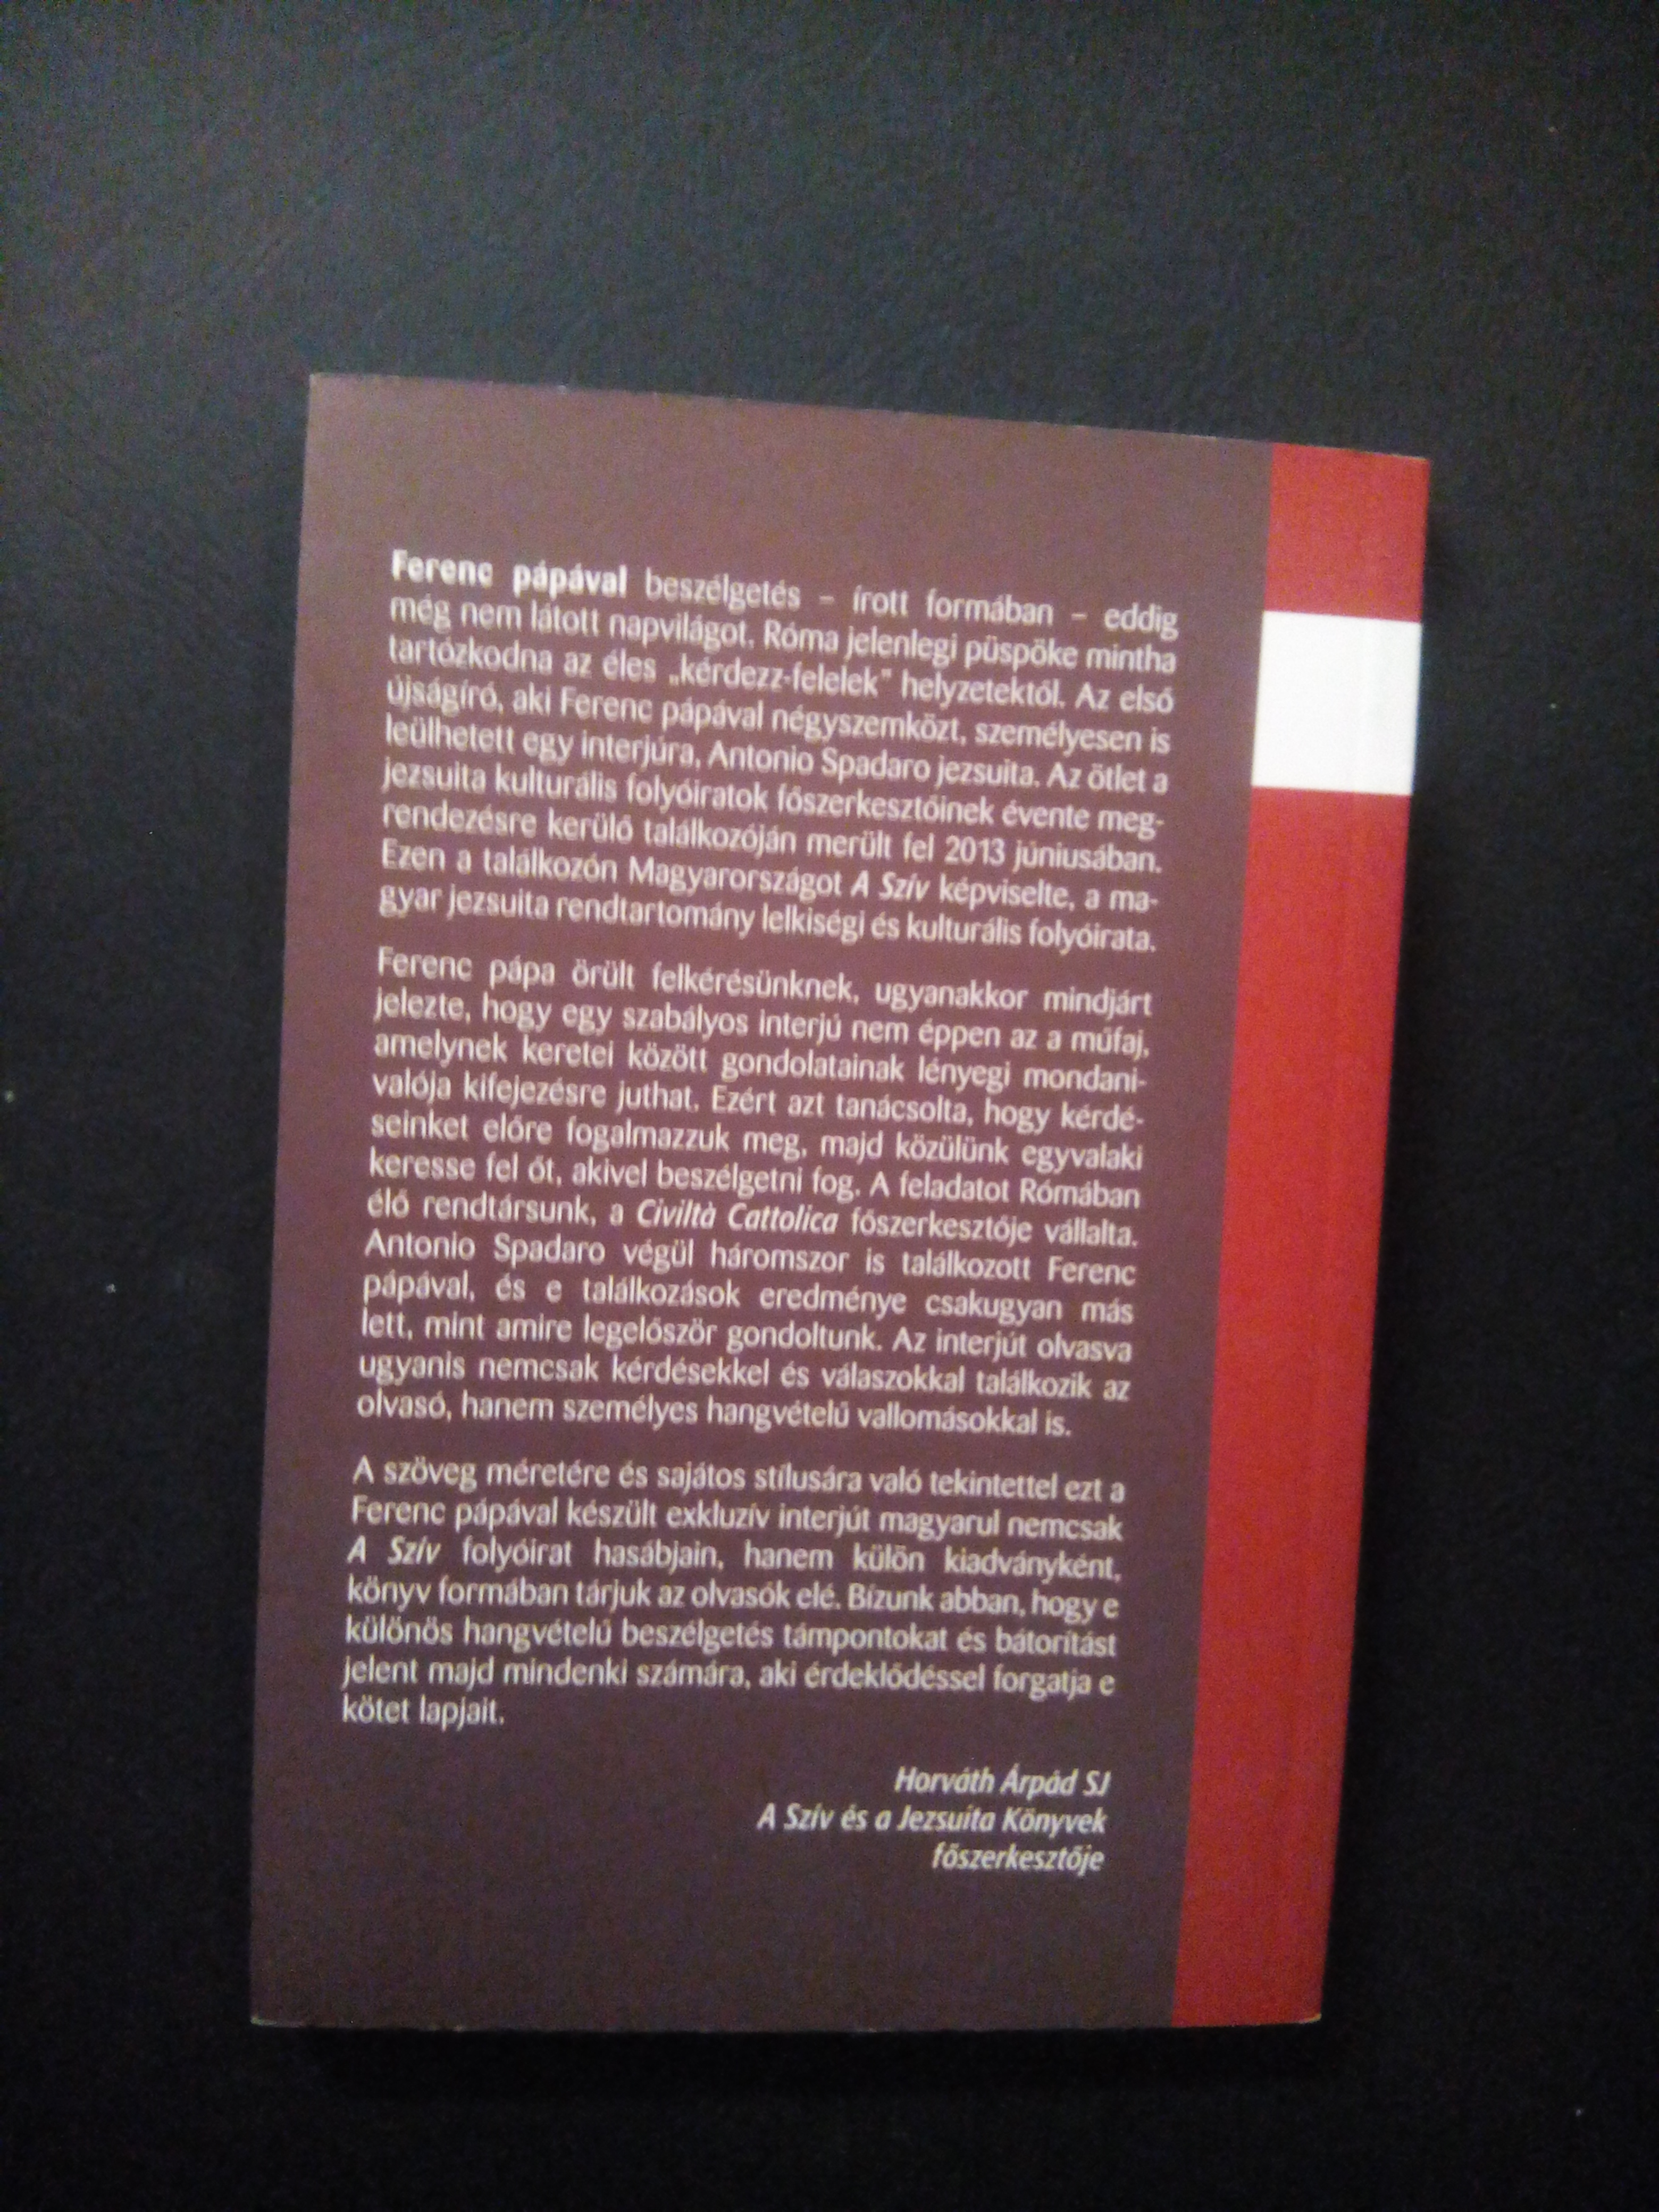 Ferenc pápával beszélgetés – írott formában – eddig
még nem látott napvilágot. Róma jelenlegi püspöke mintha
tartózkodna az éles „kérdezz-felelek" helyzetektől. Az első
újságíró, aki Ferenc pápával négyszemközt, személyesen is
leülhetett egy interjúra, Antonio Spadaro jezsuita. Az ötlet a
jezsuita kulturális folyóiratok főszerkesztőinek évente meg-
rendezésre kerülő találkozóján merült fel 2013 júniusában.
Ezen a találkozón Magyarországot A Szív képviselte, a ma-
gyar jezsuita rendtartomány lelkiségi és kulturális folyóirata.
Ferenc pápa örült felkérésünknek, ugyanakkor mindjárt
jelezte, hogy egy szabályos interjú nem éppen az a műfaj,
amelynek keretei között gondolatainak lényegi mondani-
valója kifejezésre juthat. Ezért azt tanácsolta, hogy kérdé-
seinket előre fogalmazzuk meg, majd közülünk egyvalaki
keresse fel őt, akivel beszélgetni fog. A feladatot Rómában
élő rendtársunk, a Civiltà Cattolica főszerkesztője vállalta.
Antonio Spadaro végül háromszor is találkozott Ferenc
pápával, és e találkozások eredménye csakugyan más
lett, mint amire legelőször gondoltunk. Az interjút olvasva
ugyanis nemcsak kérdésekkel és válaszokkal találkozik az
olvasó, hanem személyes hangvételű vallomásokkal is.
A szöveg méretére és sajátos stílusára való tekintettel ezt a
Ferenc pápával készült exkluzív interjút magyarul nemcsak
A Szív folyóirat hasábjain, hanem külön kiadványként,
könyv formában tárjuk az olvasók elé. Bízunk abban, hogy e
különös hangvételű beszélgetés támpontokat és bátorítást
jelent majd mindenki számára, aki érdeklődéssel forgatja e
kötet lapjait.
Horváth Árpád SJ
A Szív és a Jezsuita Könyvek
főszerkesztője